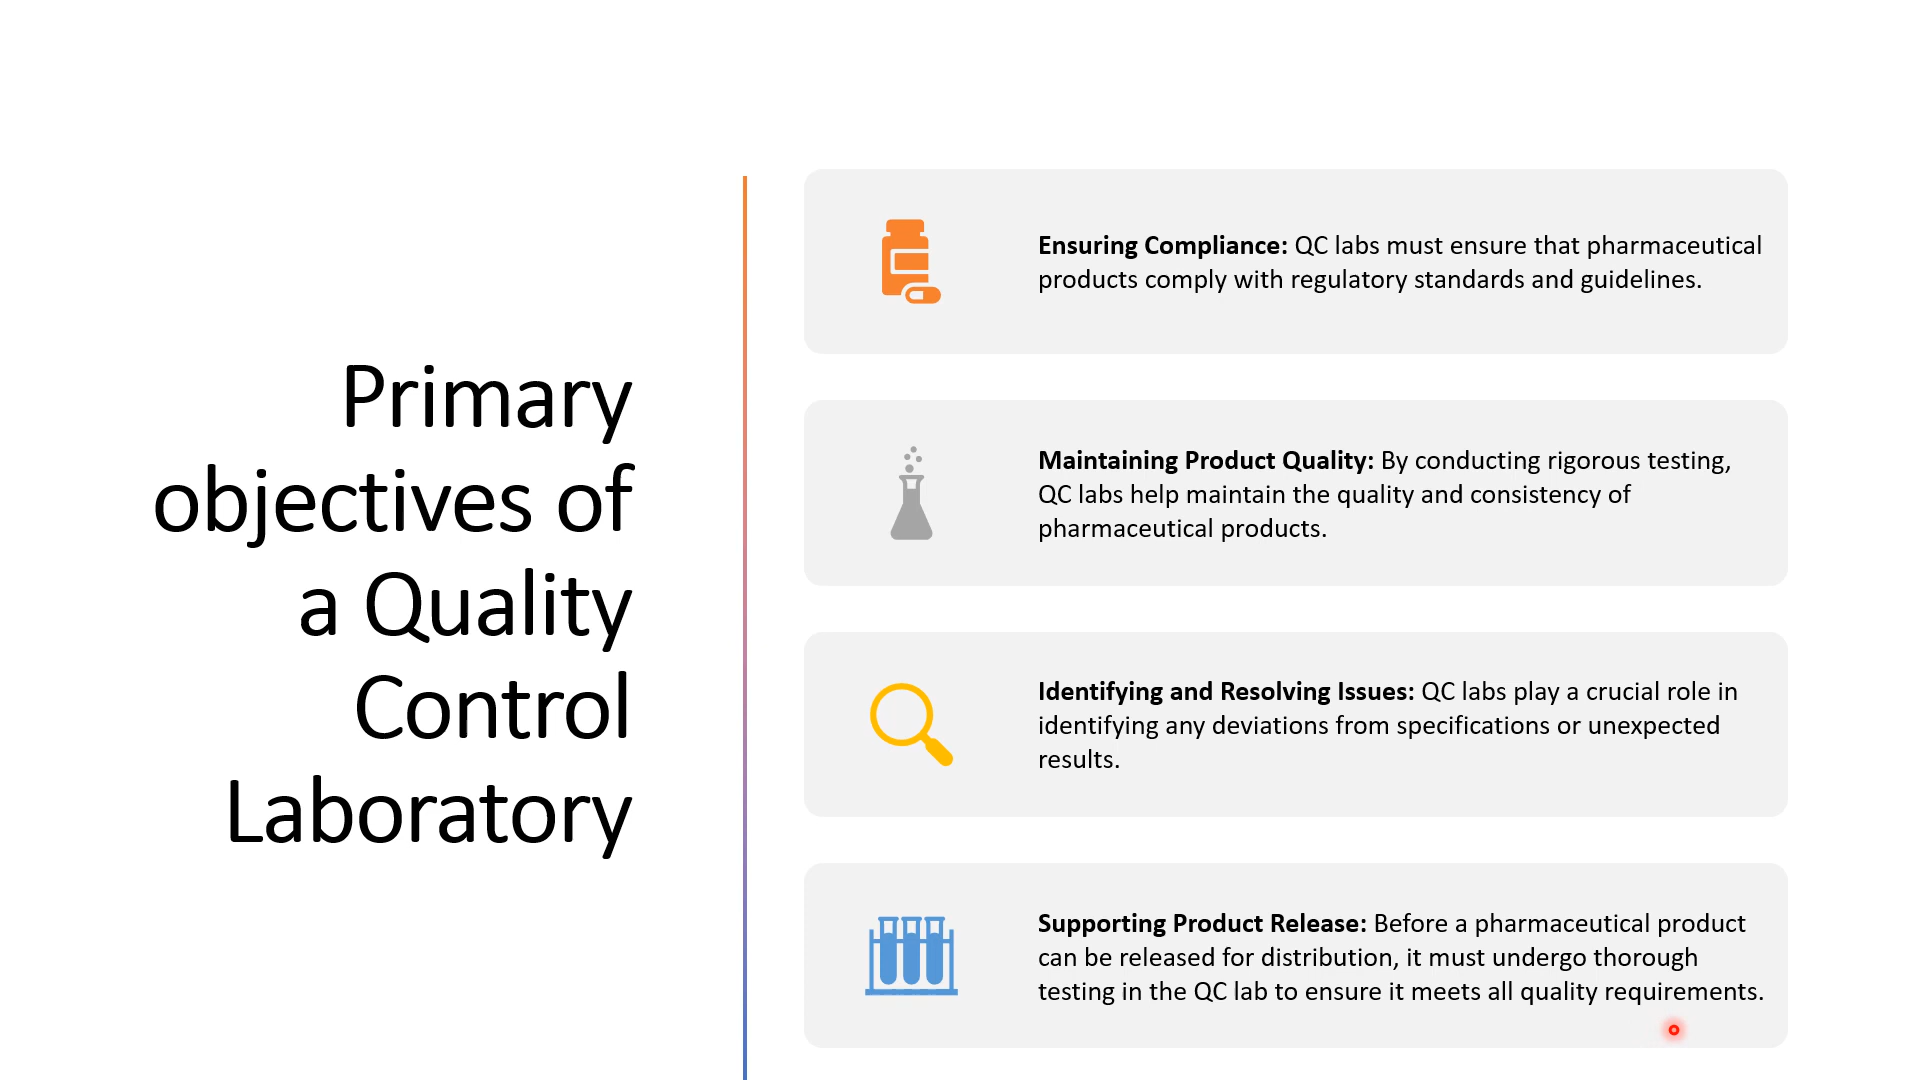 Primary
objectives of
a Quality
Control
Laboratory
Ensuring Compliance: QC labs must ensure that pharmaceutical
products comply with regulatory standards and guidelines.
Maintaining Product Quality: By conducting rigorous testing,
QC labs help maintain the quality and consistency of
pharmaceutical products.
Identifying and Resolving Issues: QC labs play a crucial role in
identifying any deviations from specifications or unexpected
results.
Supporting Product Release: Before a pharmaceutical product
can be released for distribution, it must undergo thorough
testing in the QC lab to ensure it meets all quality requirements.